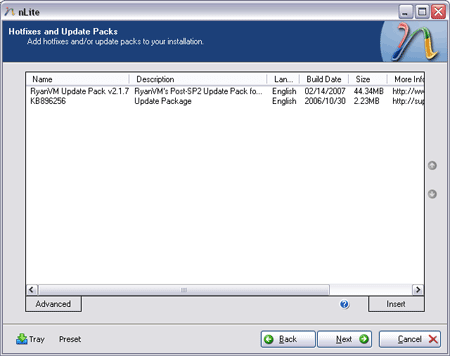 nLite
Hotfixes and Update Packs
Add hotfixes and/or update packs to your installation.
Name Description Lan... Build Date Size More Info
RyanVM Update Pack v2.1.7 RyanVM's Post-SP2 Update Pack fo... English 02/14/2007 44.34MB http://ww
KB896256 Update Package English 2006/10/30 2.23MB http://sup
Advanced ? Insert
Tray Preset Back Next Cancel